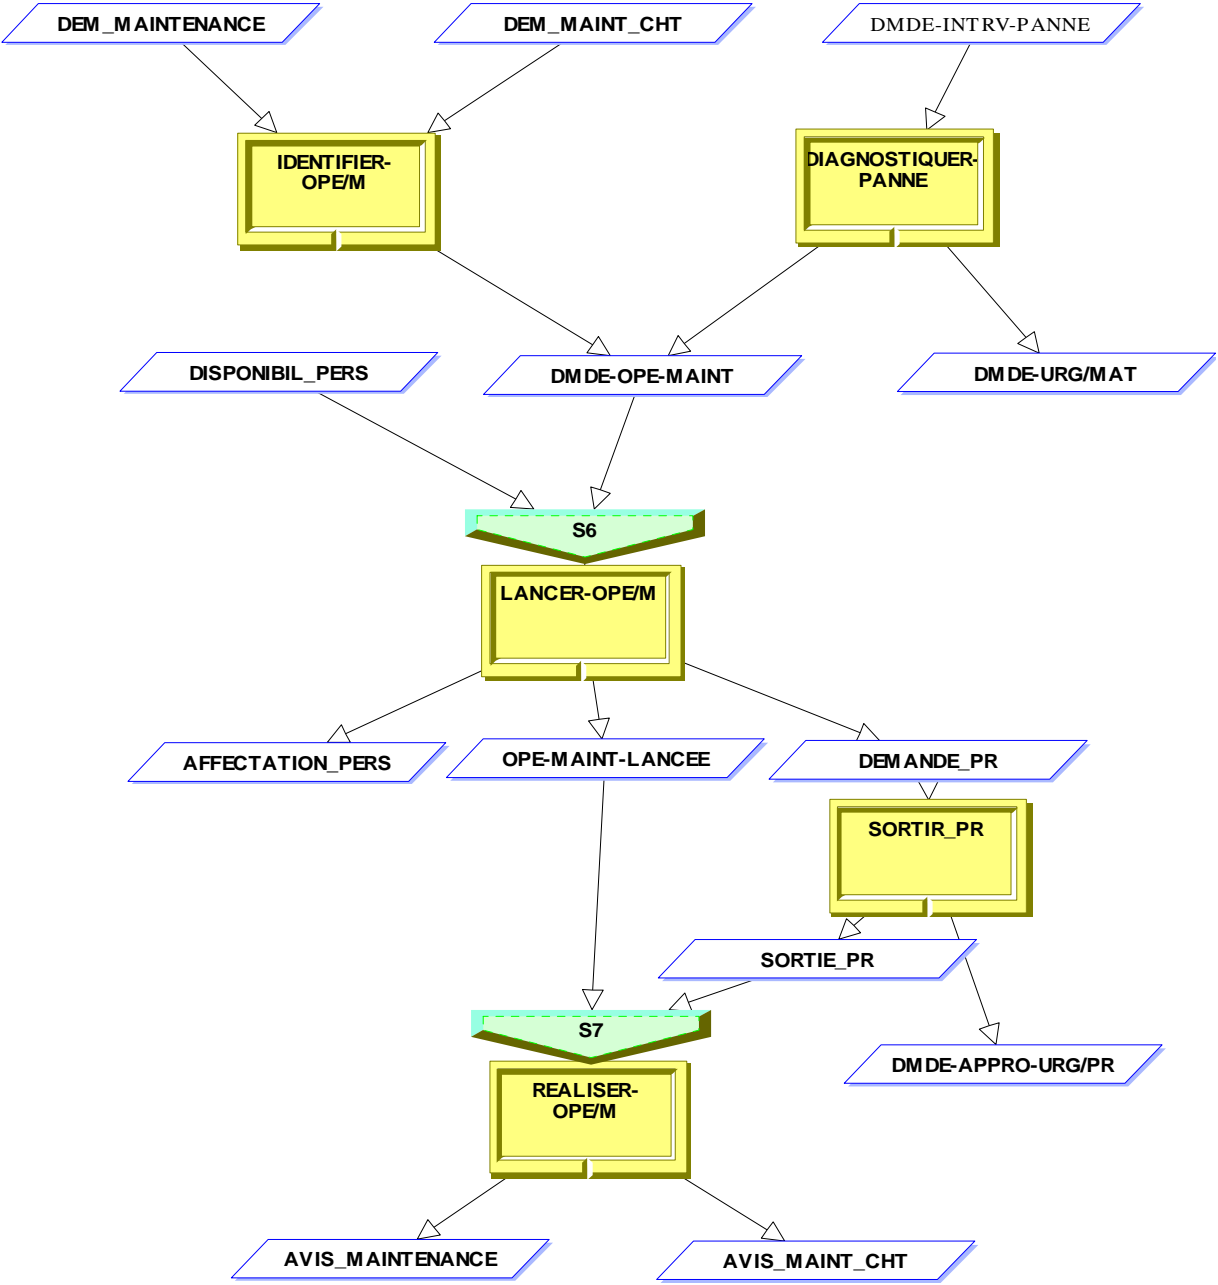 DEM_MAINTENANCE
DEM_MAINT_CHT
DMDE-INTRV-PANNE
IDENTIFIER-
OPE/M
DIAGNOSTIQUER-
PANNE
DISPONIBIL_PERS
DMDE-OPE-MAINT
DMDE-URG/MAT
S6
LANCER-OPE/M
AFFECTATION_PERS
OPE-MAINT-LANCEE
DEMANDE_PR
SORTIR_PR
SORTIE_PR
S7
DMDE-APPRO-URG/PR
REALISER-
OPE/M
AVIS_MAINTENANCE
AVIS_MAINT_CHT